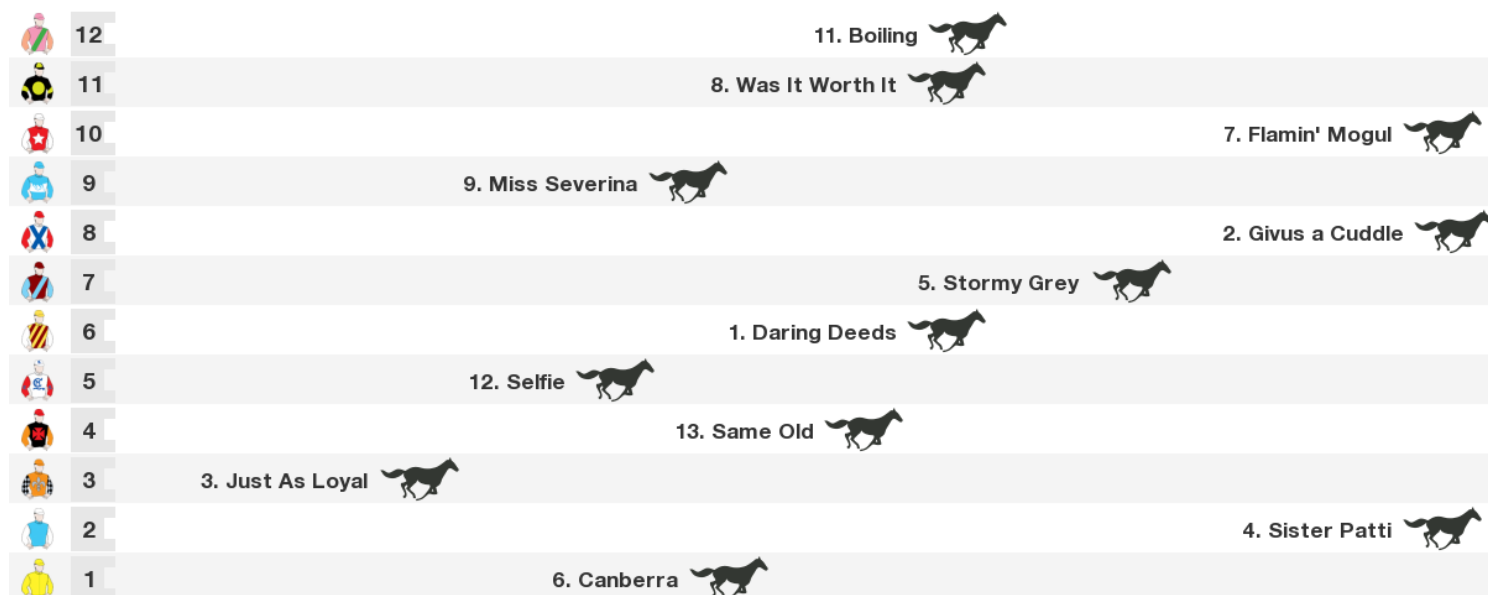 12 11. Boiling
11 8. Was It Worth It
10 7. Flamin' Mogul
9 9. Miss Severina
8 2. Givus a Cuddle
7 5. Stormy Grey
6 1. Daring Deeds
5 12. Selfie
4 13. Same Old
3 3. Just As Loyal
2 4. Sister Patti
1 6. Canberra